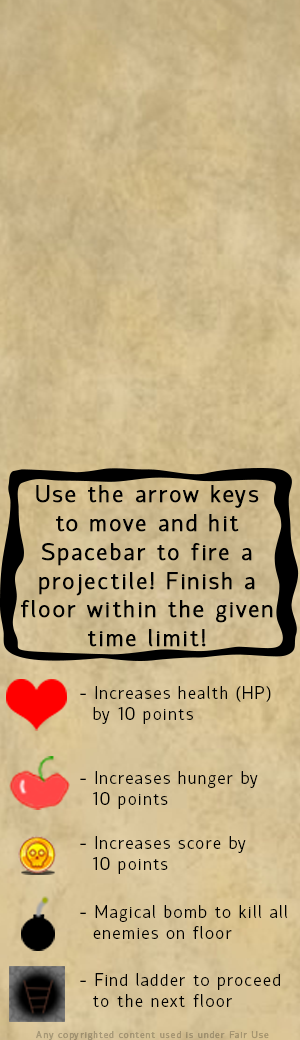 Use the arrow keys
to move and hit
Spacebar to fire a
projectile! Finish a
floor within the given
time limit!
- Increases health (HP)
by 10 points
- Increases hunger by
10 points
- Increases score by
10 points
- Magical bomb to kill all
enemies on floor
- Find ladder to proceed
to the next floor
Any copyrighted content used is under Fair Use